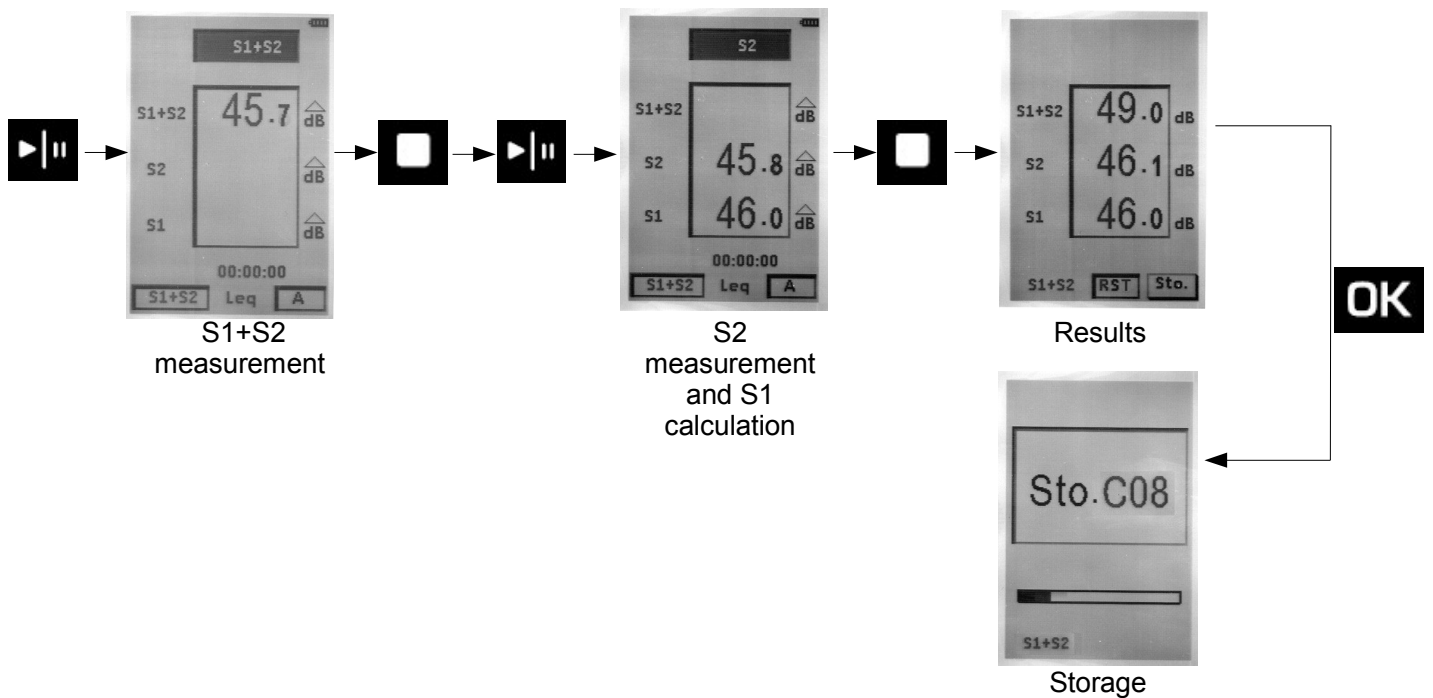 S1+S2
S1+S2 45.7 dB
S2 dB
S1 dB
00:00:00
S1+S2 Leq A
S1+S2
measurement
S2
S1+S2 dB
S2 45.8 dB
S1 46.0 dB
00:00:00
S1+S2 Leq A
S2
measurement
and S1
calculation
S1+S2 49.0 dB
S2 46.1 dB
S1 46.0 dB
S1+S2 RST Sto.
Results
OK
Sto.C08
S1+S2
Storage